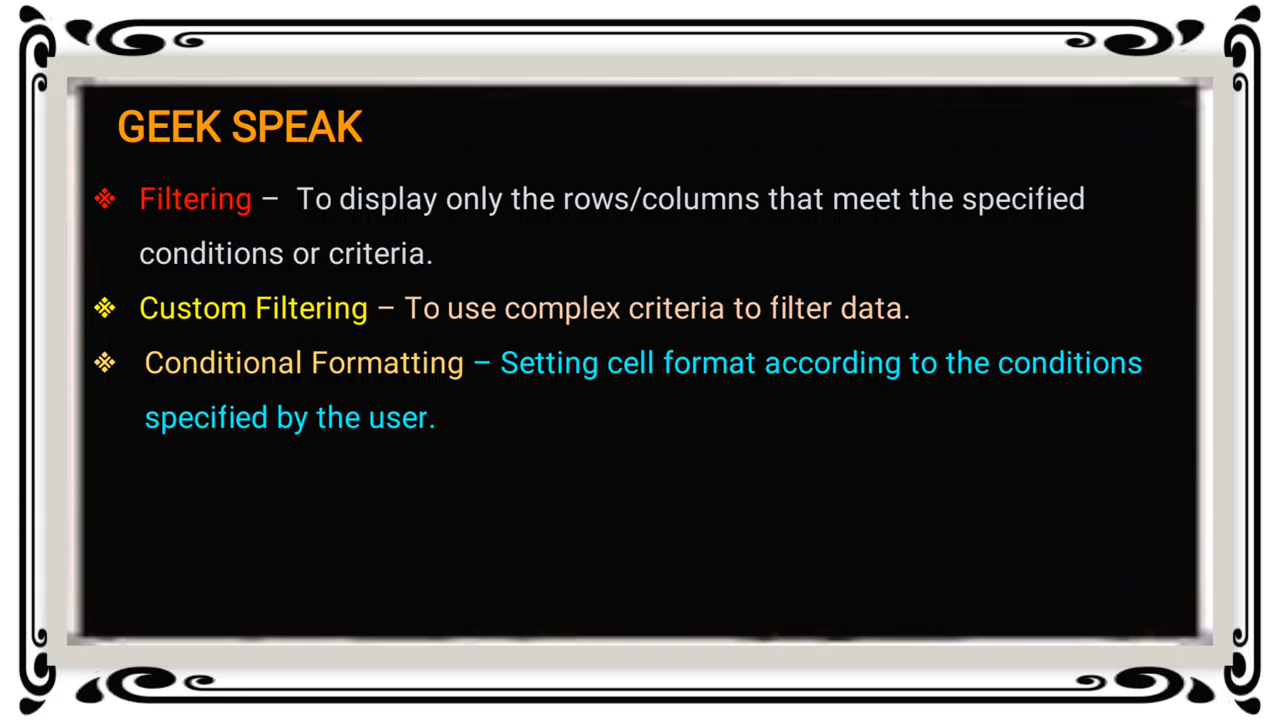 GEEK SPEAK
❖ Filtering – To display only the rows/columns that meet the specified
conditions or criteria.
❖ Custom Filtering – To use complex criteria to filter data.
❖ Conditional Formatting – Setting cell format according to the conditions
specified by the user.